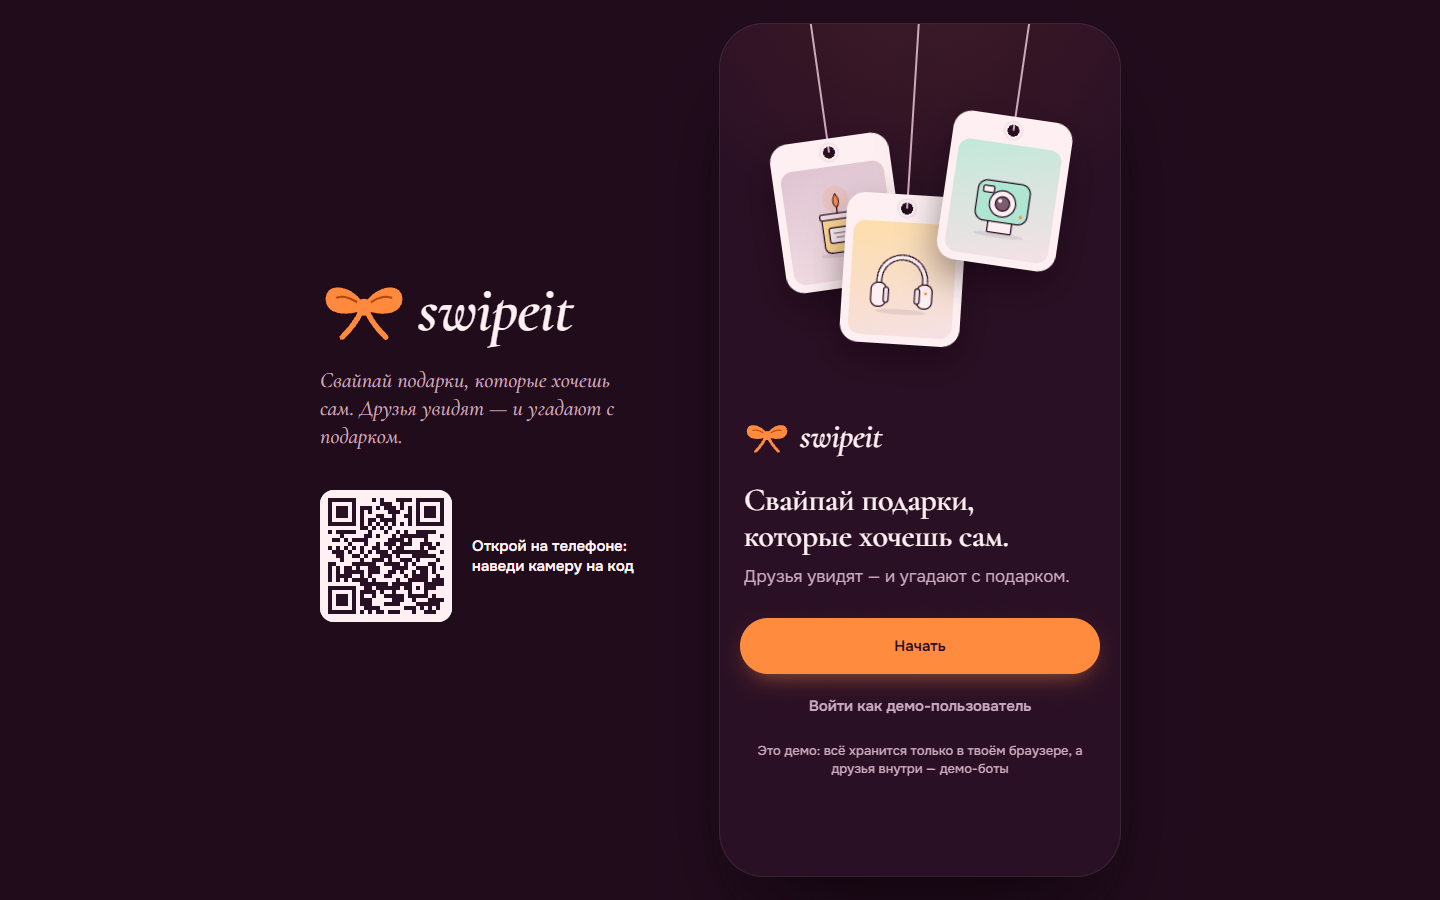 swipeit
Свайпай подарки, которые хочешь
сам. Друзья увидят — и угадают с
подарком.
Открой на телефоне:
наведи камеру на код
swipeit
Свайпай подарки,
которые хочешь сам.
Друзья увидят — и угадают с подарком.
Начать
Войти как демо-пользователь
Это демо: всё хранится только в твоём браузере, а
друзья внутри — демо-боты